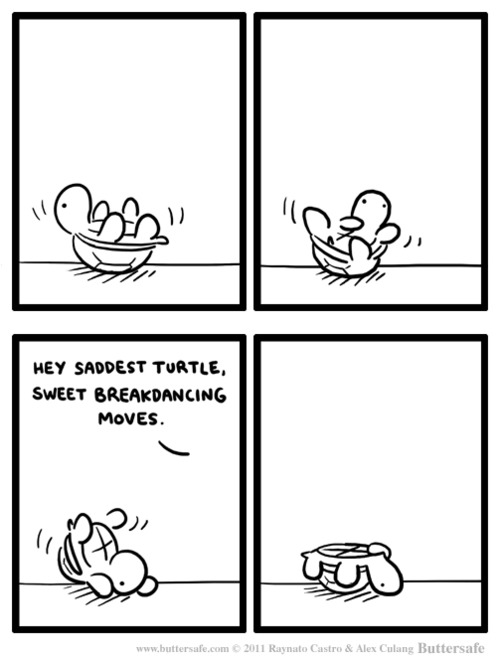 HEY SADDEST TURTLE,
SWEET BREAKDANCING
MOVES.
www.buttersafe.com © 2011 Raynato Castro & Alex Culang Buttersafe